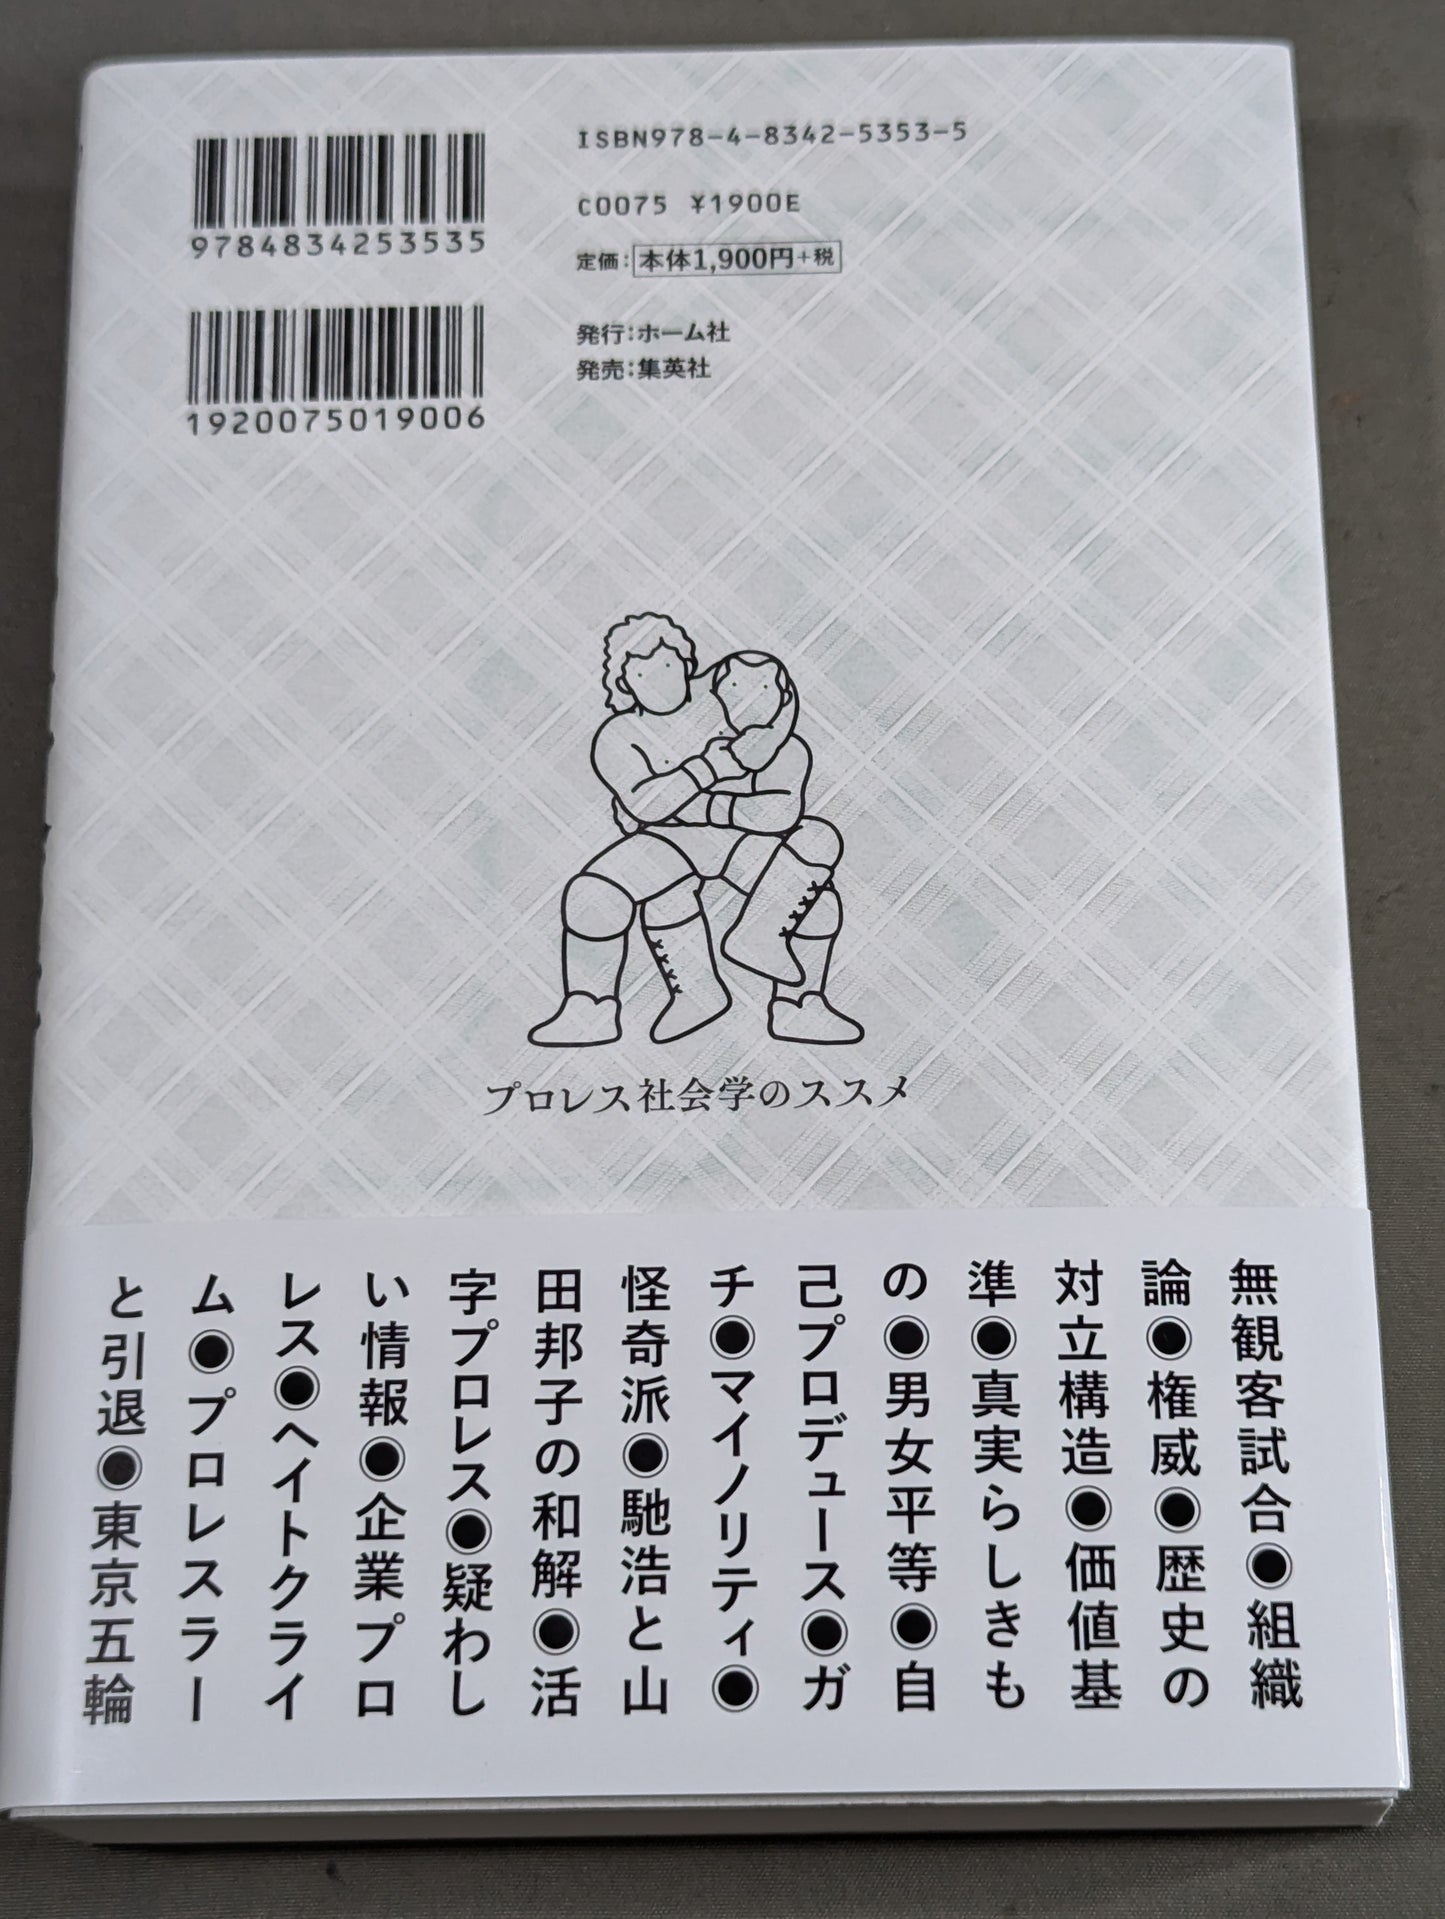 ISBN978-4-8342-5353-5
C0075 ¥1900E
定価:本体1,900円+税
発行:ホーム社
発売:集英社
9784834253535
1920075019006
プロレス社会学のススメ
無観客試合◉組織
論◉権威◉歴史の
対立構造◉価値基
準◉真実らしきも
の◉男女平等◉自
己プロデュース◉ガ
チ◉マイノリティ◉
怪奇派◉馳浩と山
田邦子の和解◉活
字プロレス◉疑わし
い情報◉企業プロ
レス◉ヘイトクライ
ム◉プロレスラー
と引退◉東京五輪